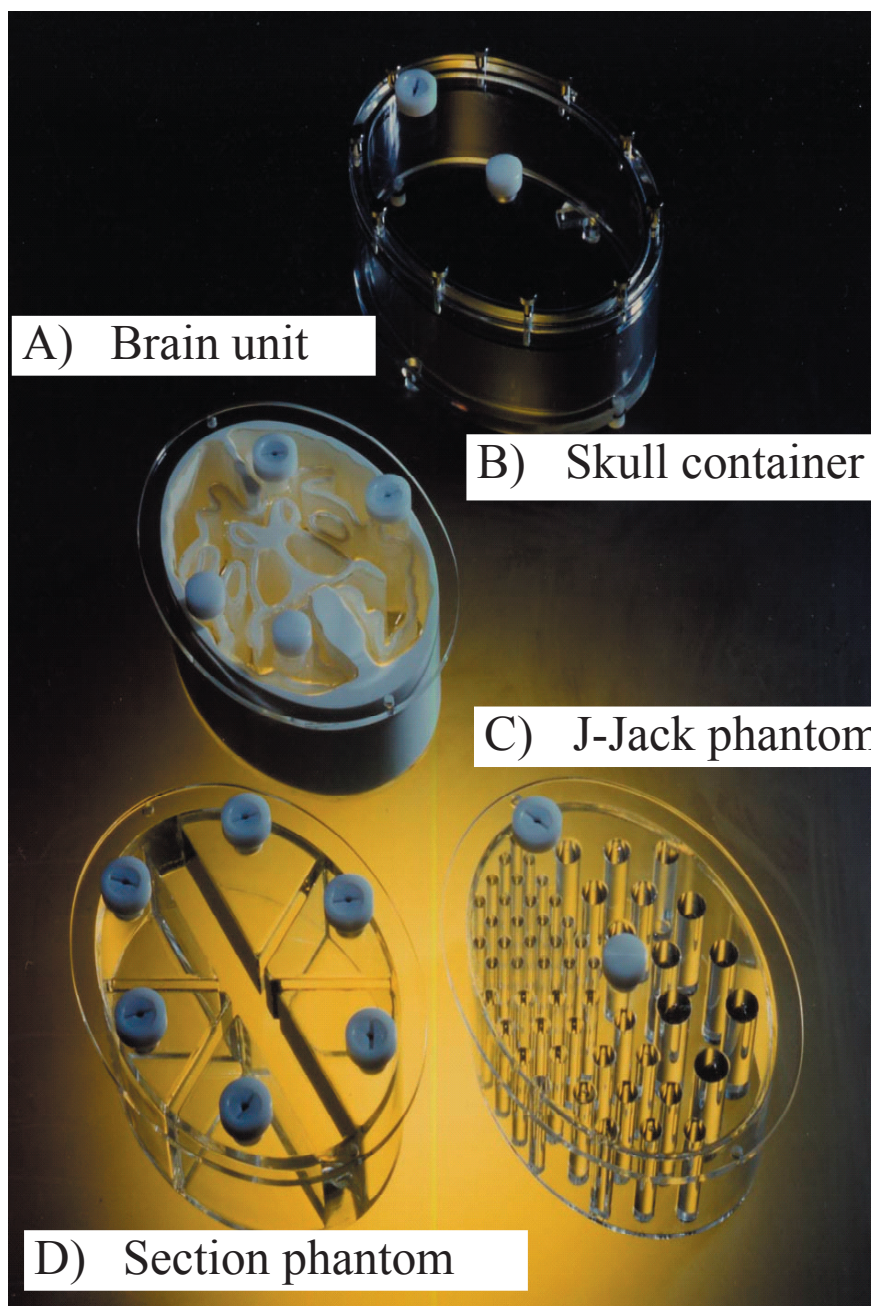 A) Brain unit
B) Skull container
C) J-Jack phantom
D) Section phantom